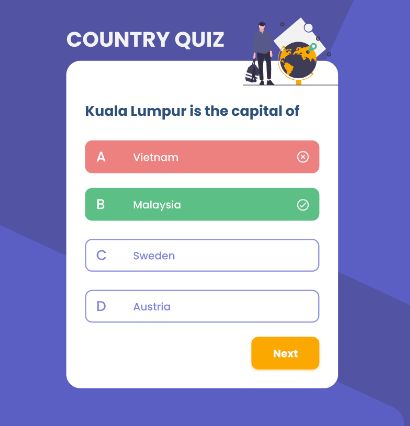 COUNTRY QUIZ
Kuala Lumpur is the capital of
A Vietnam
B Malaysia
C Sweden
D Austria
Next